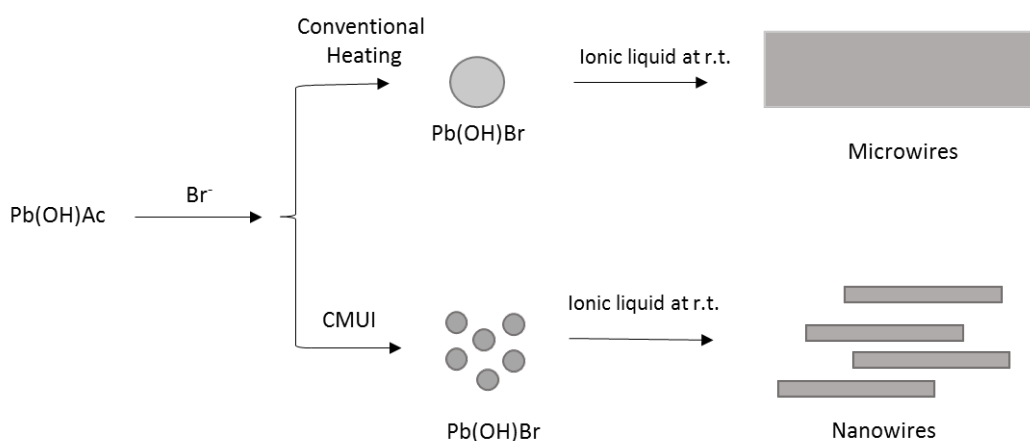 Conventional
Heating
Ionic liquid at r.t.
Pb(OH)Br
Microwires
Pb(OH)Ac
Br⁻
CMUI
Ionic liquid at r.t.
Pb(OH)Br
Nanowires